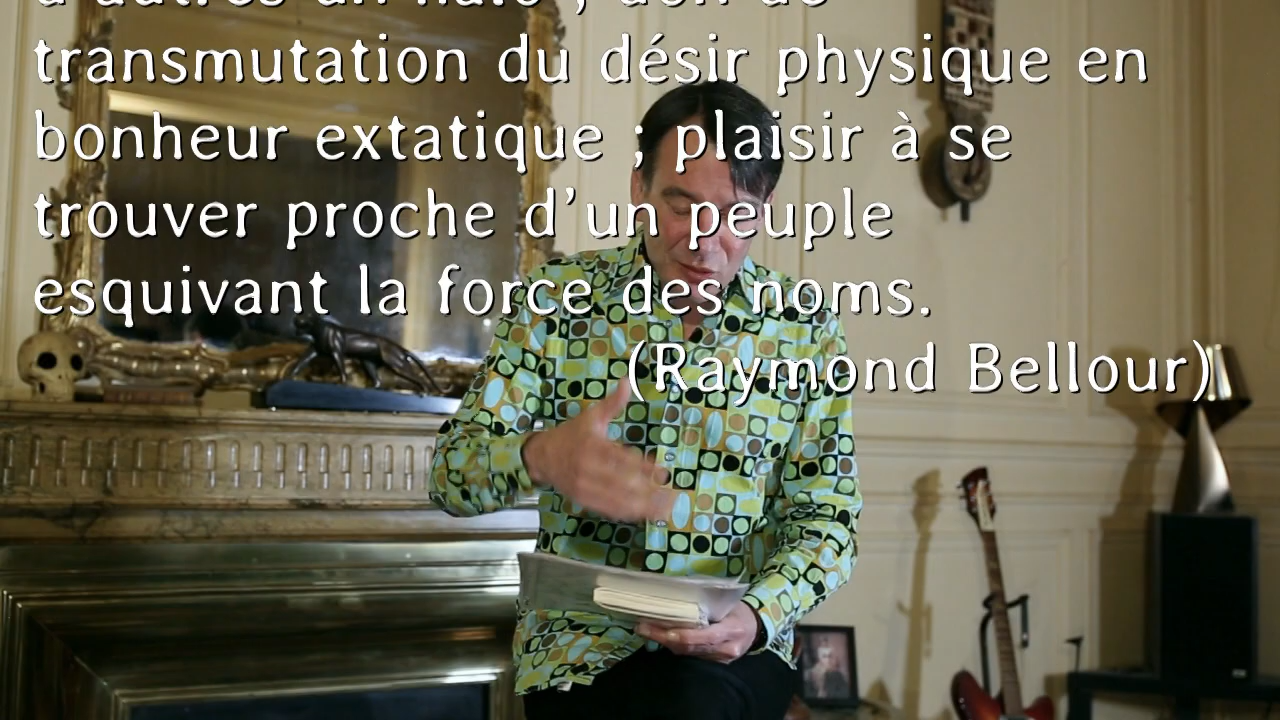 transmutation du désir physique en
bonheur extatique ; plaisir à se
trouver proche d’un peuple
esquivant la force des noms.
(Raymond Bellour)